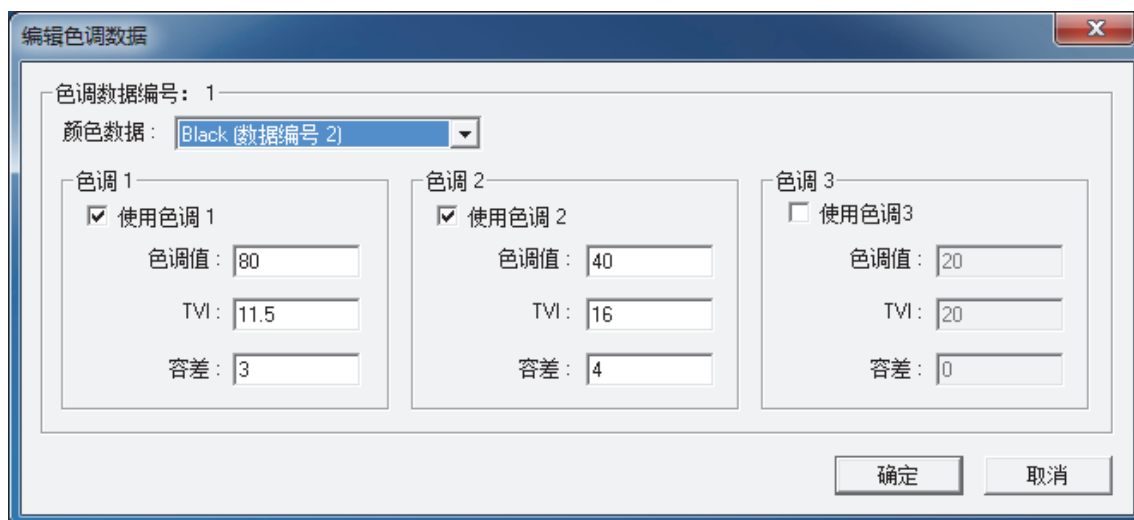 编辑色调数据
色调数据编号： 1
颜色数据： Black (数据编号 2)
色调 1
使用色调 1
色调值： 80
TVI： 11.5
容差： 3
色调 2
使用色调 2
色调值： 40
TVI： 16
容差： 4
色调 3
使用色调3
色调值： 20
TVI： 20
容差： 0
确定 取消